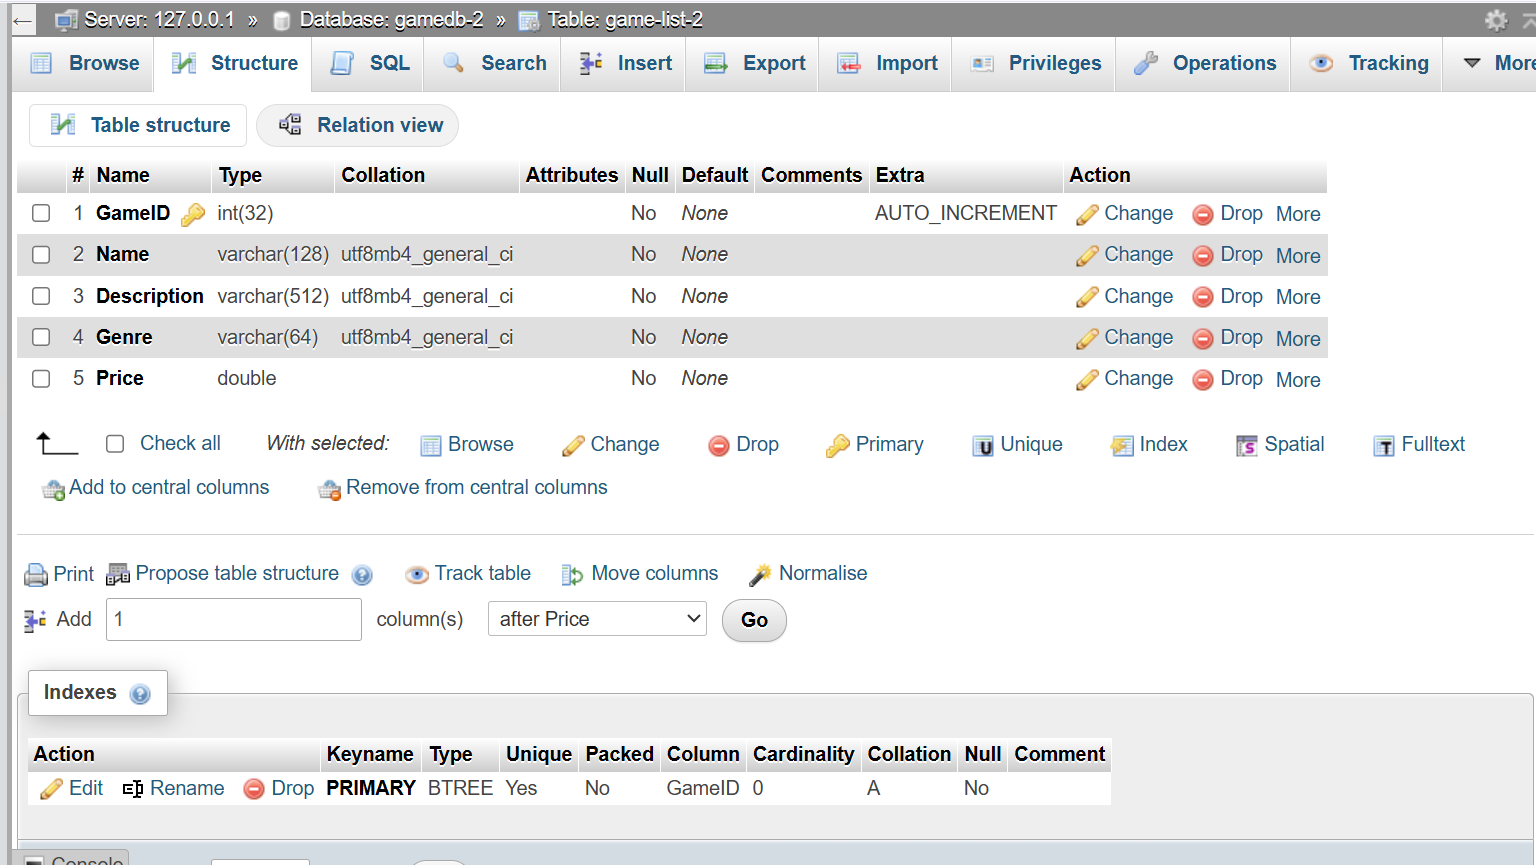 ← Server: 127.0.0.1 » Database: gamedb-2 » Table: game-list-2
Browse Structure SQL Search Insert Export Import Privileges Operations Tracking More
Table structure Relation view
# Name Type Collation Attributes Null Default Comments Extra Action
1 GameID int(32) No None AUTO_INCREMENT Change Drop More
2 Name varchar(128) utf8mb4_general_ci No None Change Drop More
3 Description varchar(512) utf8mb4_general_ci No None Change Drop More
4 Genre varchar(64) utf8mb4_general_ci No None Change Drop More
5 Price double No None Change Drop More
Check all With selected: Browse Change Drop Primary Unique Index Spatial Fulltext
Add to central columns Remove from central columns
Print Propose table structure Track table Move columns Normalise
Add 1 column(s) after Price Go
Indexes
Action Keyname Type Unique Packed Column Cardinality Collation Null Comment
Edit Rename Drop PRIMARY BTREE Yes No GameID 0 A No
Console